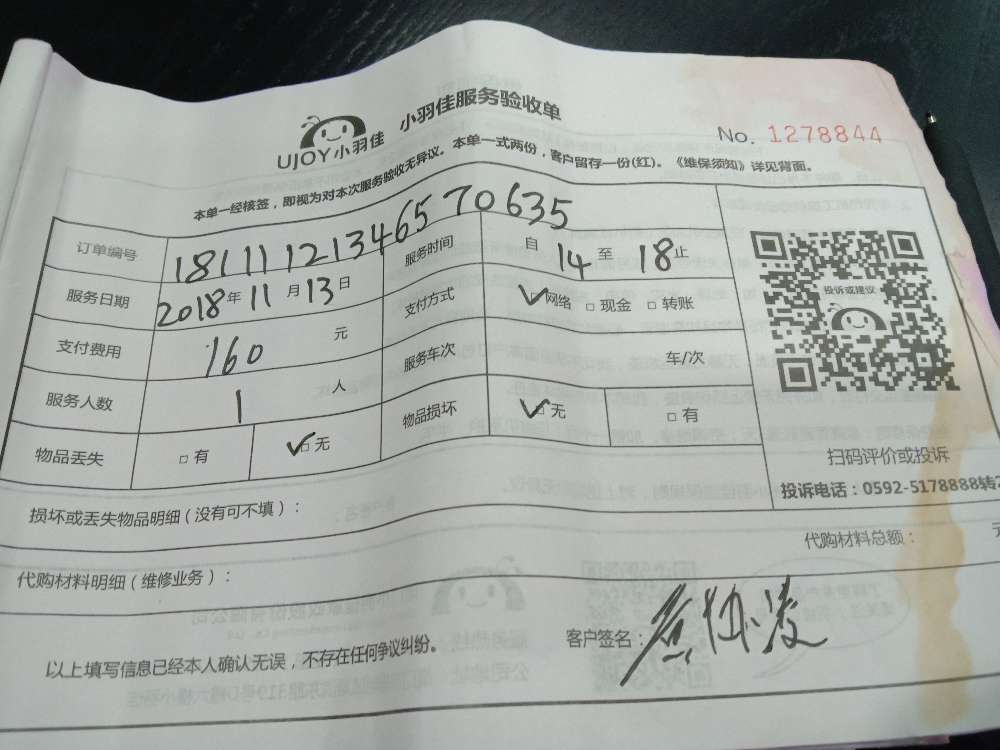 UJOY小羽佳 小羽佳服务验收单
No. 1278844
本单一经核签，即视为对本次服务验收无异议。本单一式两份，客户留存一份(红)。《维保须知》详见背面。
订单编号 18111121346570635
服务时间 自 14 至 18 止
服务日期 2018 年 11 月 13 日
支付方式 ✓网络 □现金 □转账
投诉或建议
支付费用 160 元
服务车次 车/次
服务人数 1 人
物品损坏 ✓□无 □有
物品丢失 □有 ✓□无
扫码评价或投诉
投诉电话：0592-5178888转2
损坏或丢失物品明细（没有可不填）：
代购材料总额： 元
代购材料明细（维修业务）：
以上填写信息已经本人确认无误，不存在任何争议纠纷。
客户签名：